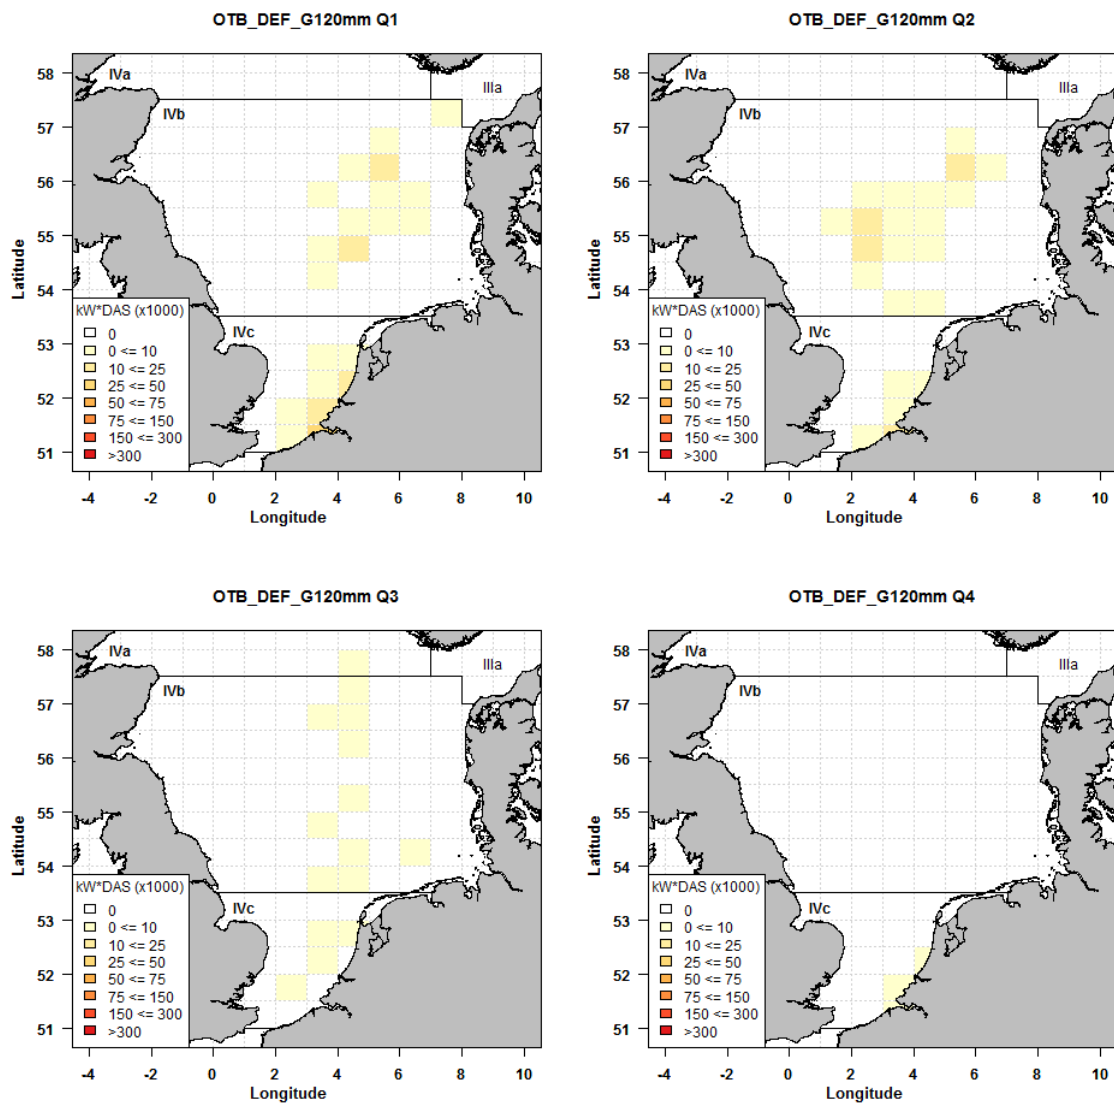 OTB_DEF_G120mm Q1
58
57
56
55
54
53
52
51
Latitude
IVa
IIIa
IVb
IVc
kW*DAS (x1000)
0
0 <= 10
10 <= 25
25 <= 50
50 <= 75
75 <= 150
150 <= 300
>300
-4 -2 0 2 4 6 8 10
Longitude
OTB_DEF_G120mm Q2
58
57
56
55
54
53
52
51
Latitude
IVa
IIIa
IVb
IVc
kW*DAS (x1000)
0
0 <= 10
10 <= 25
25 <= 50
50 <= 75
75 <= 150
150 <= 300
>300
-4 -2 0 2 4 6 8 10
Longitude
OTB_DEF_G120mm Q3
58
57
56
55
54
53
52
51
Latitude
IVa
IIIa
IVb
IVc
kW*DAS (x1000)
0
0 <= 10
10 <= 25
25 <= 50
50 <= 75
75 <= 150
150 <= 300
>300
-4 -2 0 2 4 6 8 10
Longitude
OTB_DEF_G120mm Q4
58
57
56
55
54
53
52
51
Latitude
IVa
IIIa
IVb
IVc
kW*DAS (x1000)
0
0 <= 10
10 <= 25
25 <= 50
50 <= 75
75 <= 150
150 <= 300
>300
-4 -2 0 2 4 6 8 10
Longitude